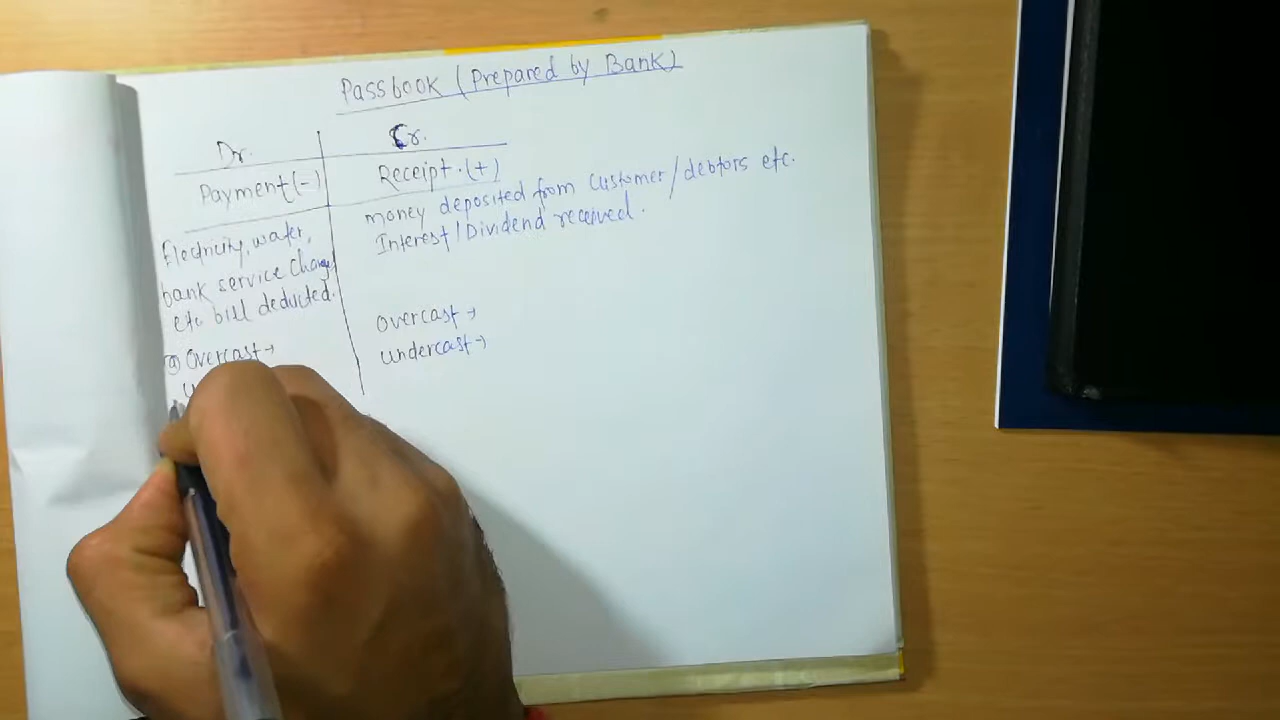 Passbook (Prepared by Bank)
Dr. Cr.
Payment (-) Receipt. (+)
money deposited from customer/debtors etc.
Interest/Dividend received.
Electricity, water,
bank service charges
etc bill deducted.
overcast →
undercast →
(a) Overcast →